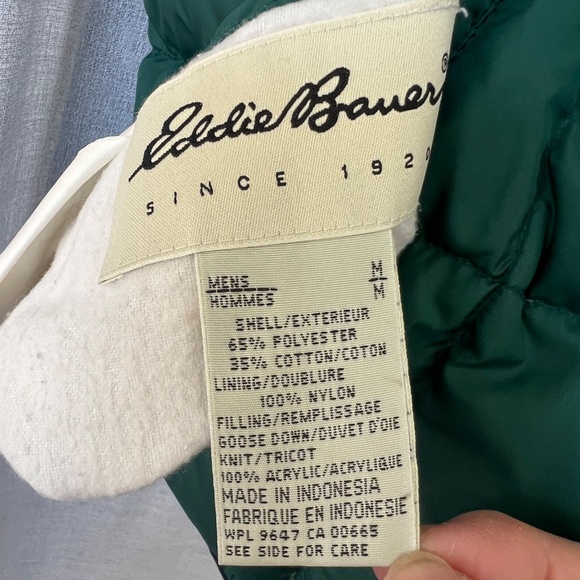 Eddie Bauer®
SINCE 1920
MENS M
HOMMES M
SHELL/EXTERIEUR
65% POLYESTER
35% COTTON/COTON
LINING/DOUBLURE
100% NYLON
FILLING/REMPLISSAGE
GOOSE DOWN/DUVET D'OIE
KNIT/TRICOT
100% ACRYLIC/ACRYLIQUE
MADE IN INDONESIA
FABRIQUE EN INDONESIE
WPL 9647 CA 00665
SEE SIDE FOR CARE